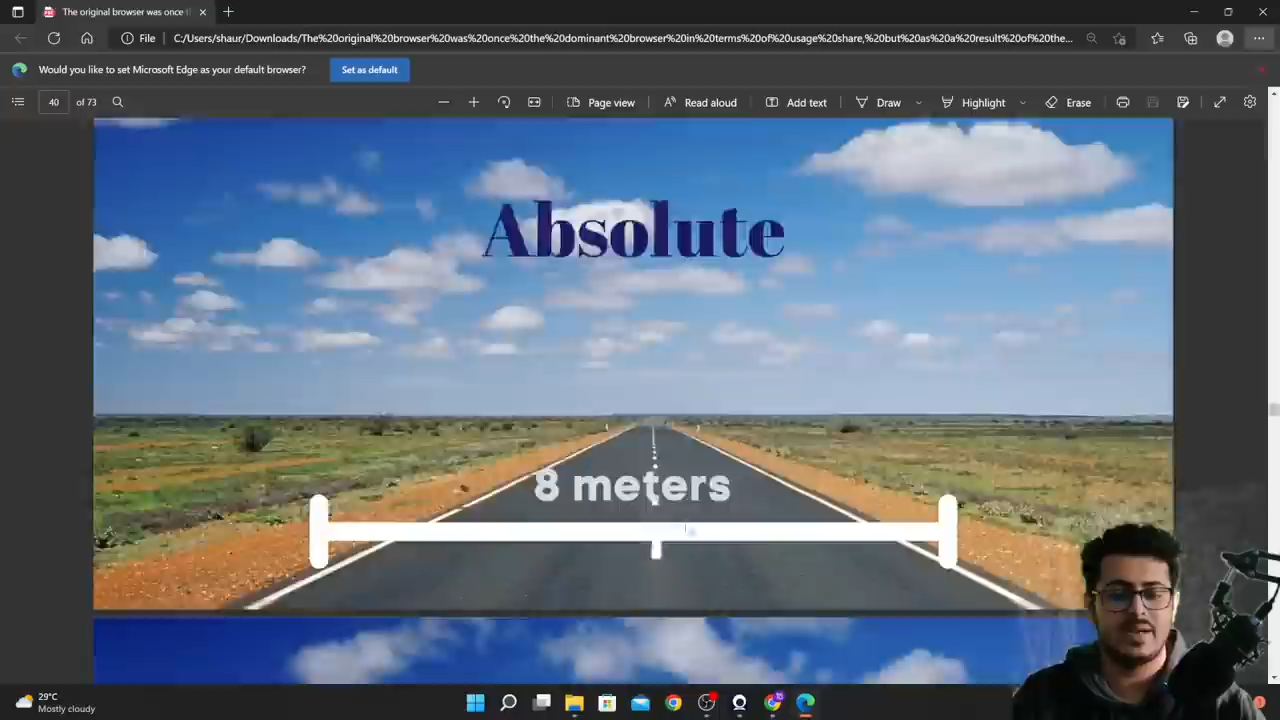 The original browser was once t
File
C:/Users/shaur/Downloads/The%20original%20browser%20was%20once%20the%20dominant%20browser%20in%20terms%20of%20usage%20share,%20but%20as%20a%20result%20of%20the...
Would you like to set Microsoft Edge as your default browser?
Set as default
40 of 73
Page view
Read aloud
Add text
Draw
Highlight
Erase
Absolute
8 meters
29°C
Mostly cloudy